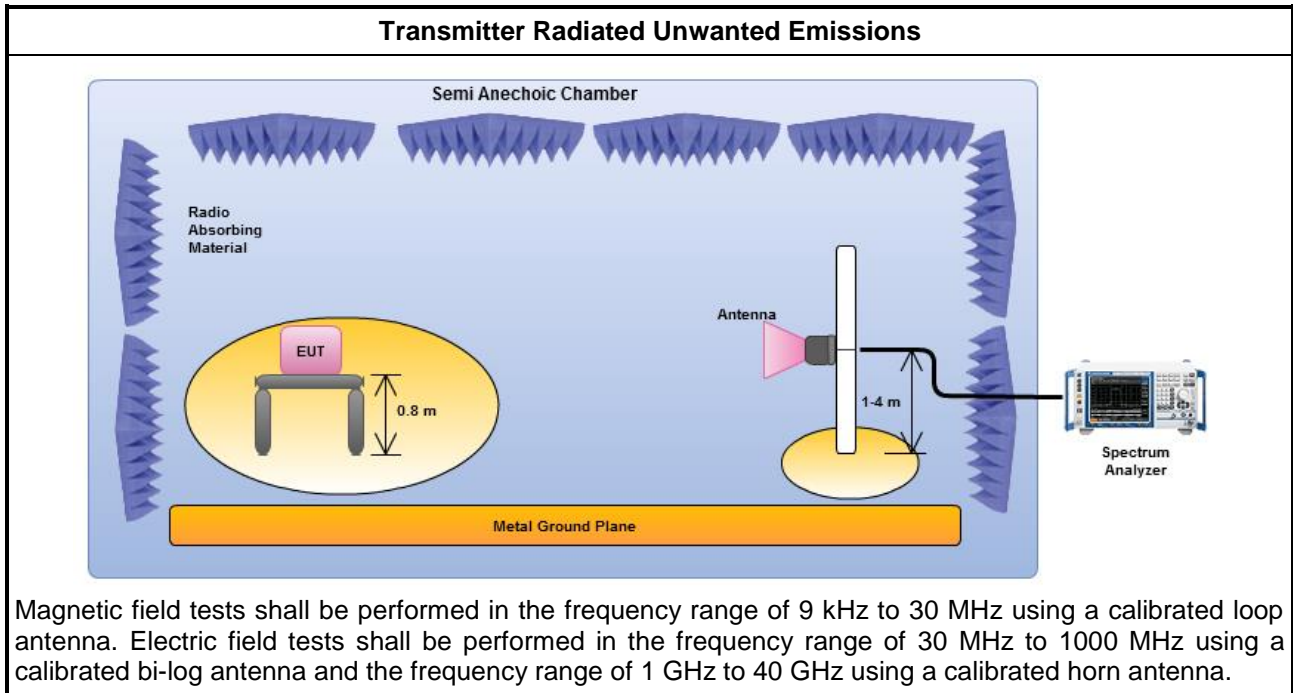 Transmitter Radiated Unwanted Emissions
Semi Anechoic Chamber
Radio
Absorbing
Material
Antenna
EUT
0.8 m
1-4 m
Spectrum
Analyzer
Metal Ground Plane
Magnetic field tests shall be performed in the frequency range of 9 kHz to 30 MHz using a calibrated loop
antenna. Electric field tests shall be performed in the frequency range of 30 MHz to 1000 MHz using a
calibrated bi-log antenna and the frequency range of 1 GHz to 40 GHz using a calibrated horn antenna.